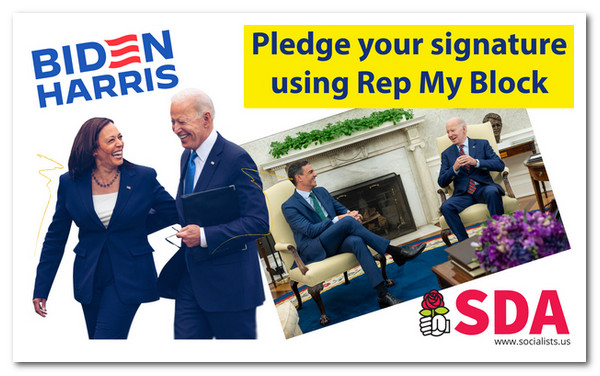 BIDEN
HARRIS
Pledge your signature
using Rep My Block
SDA
www.socialists.us